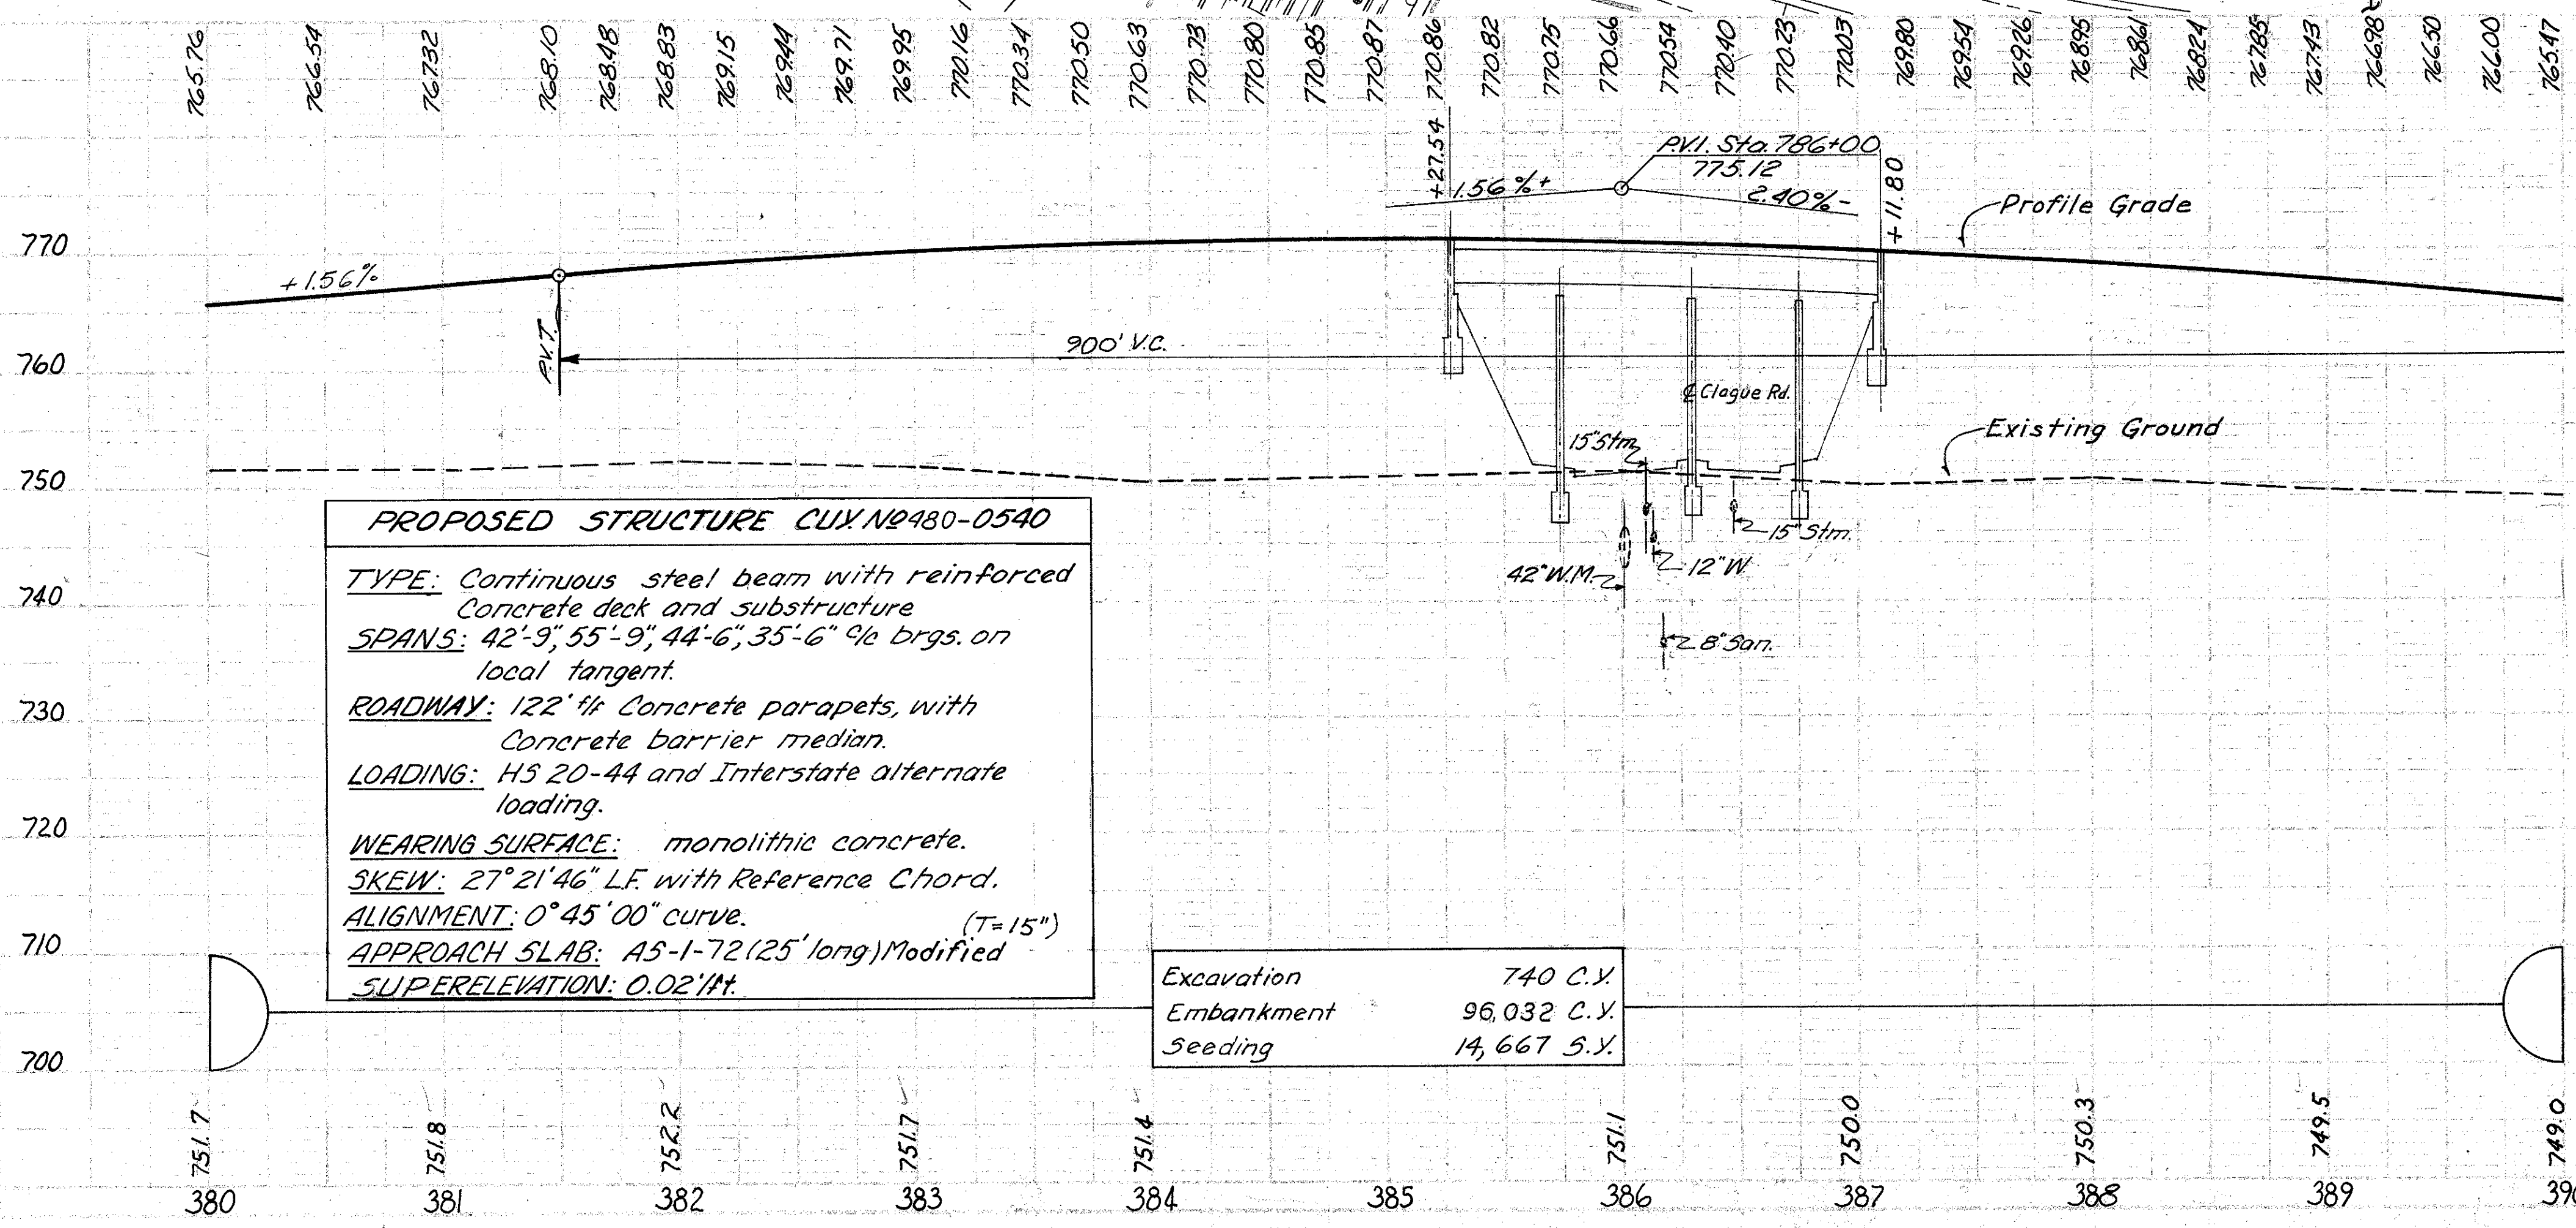 765.76 766.54 767.32 768.10 768.48 768.83 769.15 769.44 769.71 769.95 770.16 770.34 770.50 770.63 770.73 770.80 770.85 770.87 770.86 770.82 770.75 770.66 770.54 770.40 770.23 770.03 769.80 769.54 769.26 768.95 768.61 768.24 767.85 767.43 766.98 766.50 766.00 765.47
+27.54
P.V.I. Sta. 786+00
775.12
1.56%+
2.40%-
+11.80
Profile Grade
770
+1.56%
P.V.T.
900' V.C.
760
℄ Clague Rd.
Existing Ground
15" Stm.
750
15" Stm.
12" W
42" W.M.
8" San.
PROPOSED STRUCTURE CUY. Nº 480-0540
TYPE: Continuous steel beam with reinforced
Concrete deck and substructure
SPANS: 42'-9", 55'-9", 44'-6", 35'-6" c/c brgs. on
local tangent.
ROADWAY: 122' f/f Concrete parapets, with
Concrete barrier median.
LOADING: HS 20-44 and Interstate alternate
loading.
WEARING SURFACE: monolithic concrete.
SKEW: 27°21'46" L.F. with Reference Chord.
ALIGNMENT: 0°45'00" curve.
(T=15")
APPROACH SLAB: AS-1-72 (25' long) Modified
SUPERELEVATION: 0.02'/ft.
740
730
720
710
700
Excavation 740 C.Y.
Embankment 96,032 C.Y.
Seeding 14,667 S.Y.
751.7 751.8 752.2 751.7 751.4 751.1 750.0 750.3 749.5 749.0
380 381 382 383 384 385 386 387 388 389 390